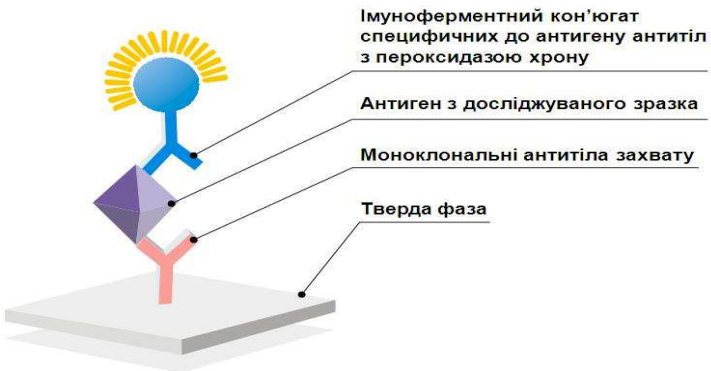 Імуноферментний кон’югат
специфичних до антигену антитіл
з пероксидазою хрону
Антиген з досліджуваного зразка
Моноклональні антитіла захвату
Тверда фаза